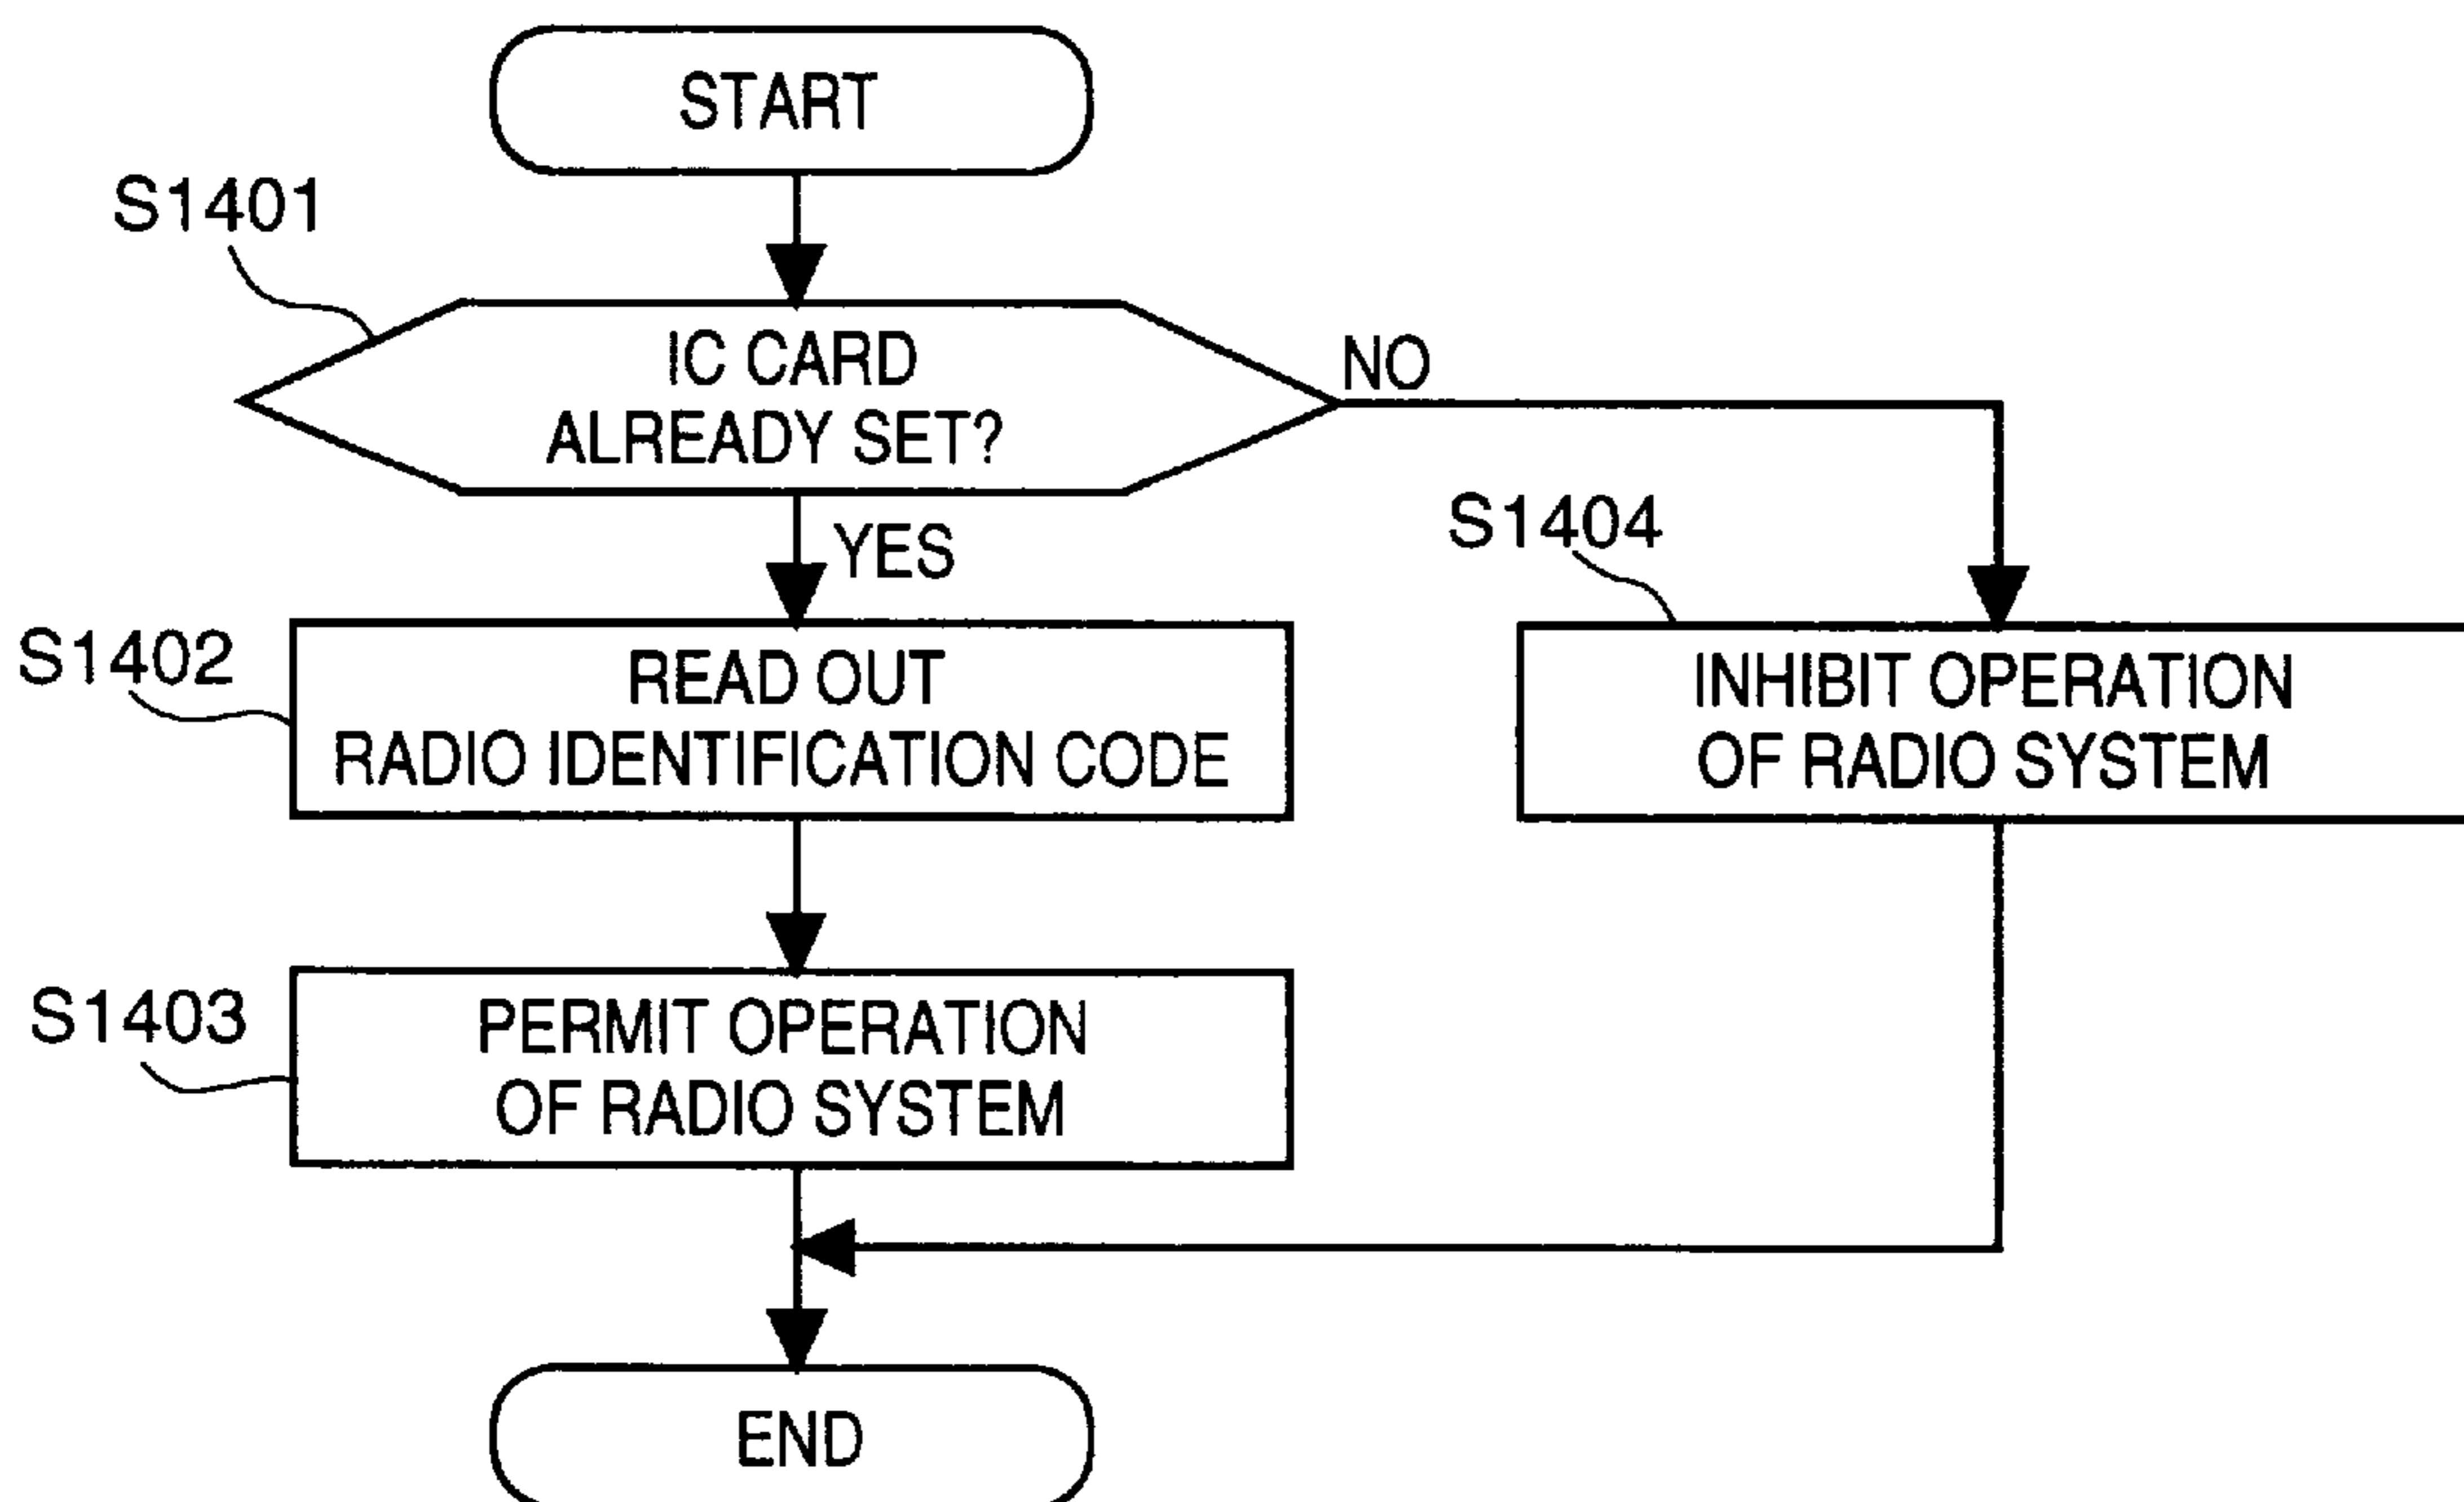 START
S1401
IC CARD
ALREADY SET?
NO
YES
S1404
S1402
READ OUT
RADIO IDENTIFICATION CODE
INHIBIT OPERATION
OF RADIO SYSTEM
S1403
PERMIT OPERATION
OF RADIO SYSTEM
END